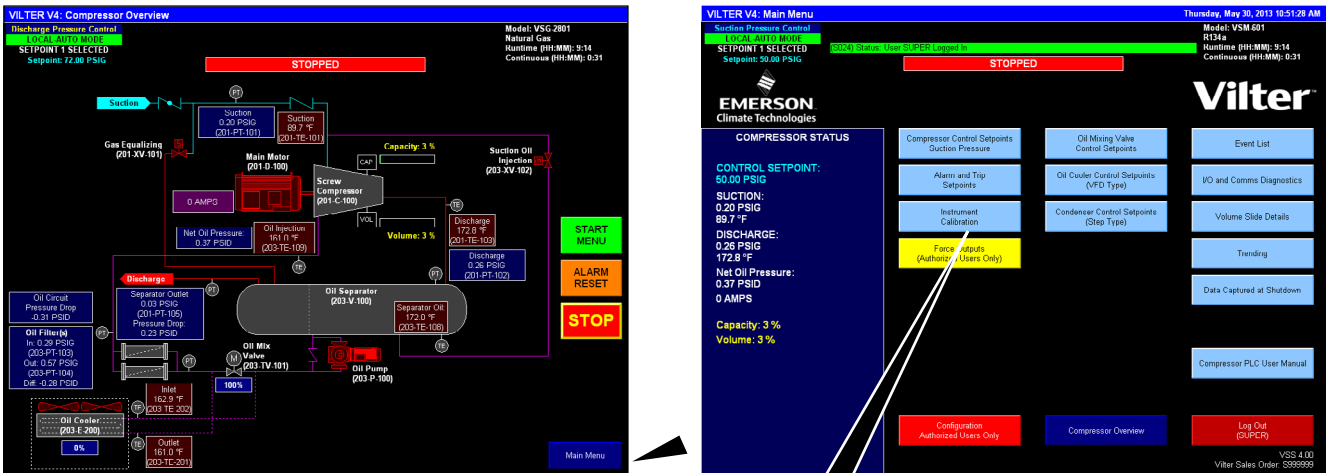 VILTER V4: Compressor Overview
Discharge Pressure Control
LOCAL-AUTO MODE
SETPOINT 1 SELECTED
Setpoint: 72.00 PSIG
Model: VSG-2801
Natural Gas
Runtime (HH:MM): 9:14
Continuous (HH:MM): 0:31
STOPPED
Suction
PT
Suction
0.20 PSIG
(201-PT-101)
Suction
89.7 °F
(201-TE-101)
Gas Equalizing
(201-XV-101)
Main Motor
(201-D-100)
CAP
Capacity: 3 %
Suction Oil
Injection
(203-XV-102)
Screw
Compressor
(201-C-100)
0 AMPS
VOL
Volume: 3 %
TE
Net Oil Pressure:
0.37 PSID
Oil Injection
161.0 °F
(203-TE-109)
Discharge
172.8 °F
(201-TE-103)
Discharge
0.26 PSIG
(201-PT-102)
START
MENU
ALARM
RESET
STOP
TE
PT
Discharge
PT
Oil Circuit
Pressure Drop
-0.31 PSID
Separator Outlet
0.03 PSIG
(201-PT-105)
Pressure Drop:
0.23 PSID
Oil Separator
(203-V-100)
Separator Oil:
172.0 °F
(203-TE-108)
TE
Oil Filter(s)
In: 0.29 PSIG
(203-PT-103)
Out: 0.57 PSIG
(203-PT-104)
Diff: -0.28 PSID
PT
PT
Oil Mix
Valve
(203-TV-101)
M
100%
Oil Pump
(203-P-100)
Inlet
162.9 °F
(203 TE 202)
TE
Oil Cooler
(203-E-200)
0%
TE
Outlet
161.0 °F
(203-TE-201)
Main Menu
VILTER V4: Main Menu
Thursday, May 30, 2013 10:51:28 AM
Suction Pressure Control
LOCAL-AUTO MODE
SETPOINT 1 SELECTED
Setpoint: 50.00 PSIG
(S024) Status: User SUPER Logged In
Model: VSM-601
R134a
Runtime (HH:MM): 9:14
Continuous (HH:MM): 0:31
STOPPED
EMERSON
Climate Technologies
Vilter
COMPRESSOR STATUS
CONTROL SETPOINT:
50.00 PSIG
SUCTION:
0.20 PSIG
89.7 °F
DISCHARGE:
0.26 PSIG
172.8 °F
Net Oil Pressure:
0.37 PSID
0 AMPS
Capacity: 3 %
Volume: 3 %
Compressor Control Setpoints
Suction Pressure
Oil Mixing Valve
Control Setpoints
Event List
Alarm and Trip
Setpoints
Oil Cooler Control Setpoints
(VFD Type)
I/O and Comms Diagnostics
Instrument
Calibration
Condenser Control Setpoints
(Step Type)
Volume Slide Details
Force Outputs
(Authorized Users Only)
Trending
Data Captured at Shutdown
Compressor PLC User Manual
Configuration
Authorized Users Only
Compressor Overview
Log Out
(SUPER)
VSS 4.00
Vilter Sales Order: S999999